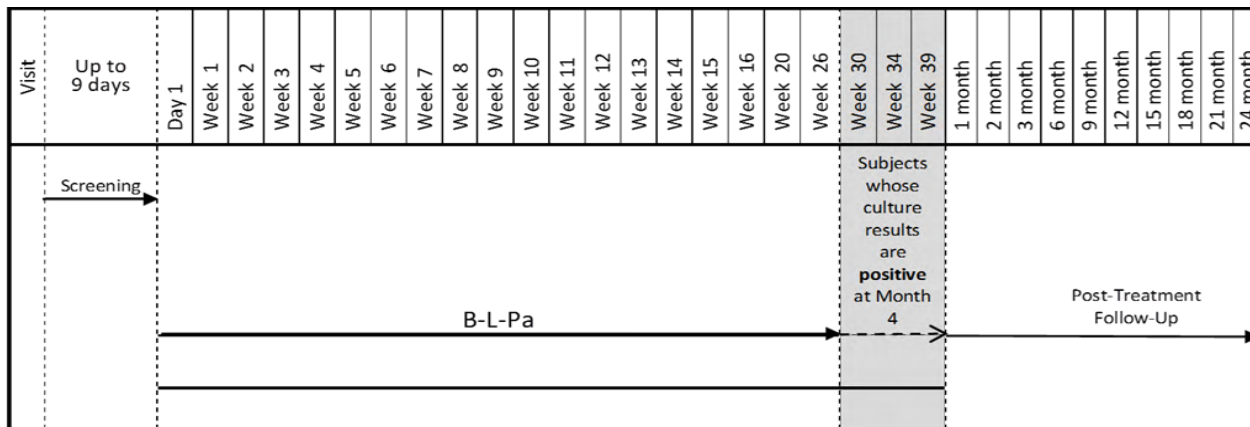 Visit
Up to
9 days
Day 1
Week 1
Week 2
Week 3
Week 4
Week 5
Week 6
Week 7
Week 8
Week 9
Week 10
Week 11
Week 12
Week 13
Week 14
Week 15
Week 16
Week 20
Week 26
Week 30
Week 34
Week 39
1 month
2 month
3 month
6 month
9 month
12 month
15 month
18 month
21 month
24 month
Screening
Subjects
whose
culture
results
are
positive
at Month
4
B-L-Pa
Post-Treatment
Follow-Up